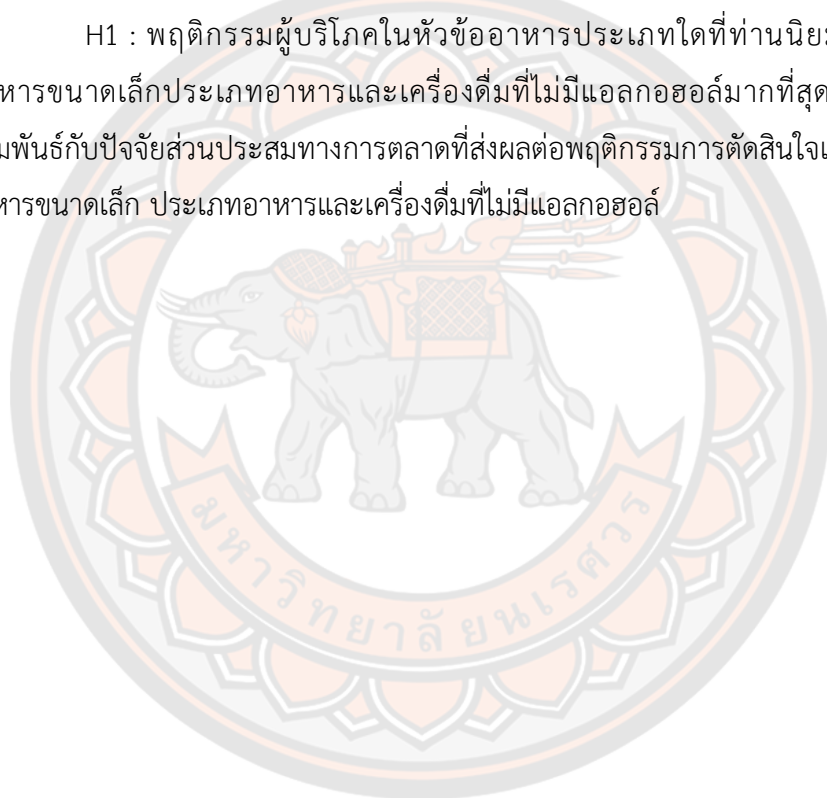 H1 : พฤติกรรมผู้บริโภคในหัวข้ออาหารประเภทใดที่ท่านนิยม
หารขนาดเล็กประเภทอาหารและเครื่องดื่มที่ไม่มีแอลกอฮอล์มากที่สุด
มพันธ์กับปัจจัยส่วนประสมทางการตลาดที่ส่งผลต่อพฤติกรรมการตัดสินใจเ
หารขนาดเล็ก ประเภทอาหารและเครื่องดื่มที่ไม่มีแอลกอฮอล์
มหาวิทยาลัยนเรศวร